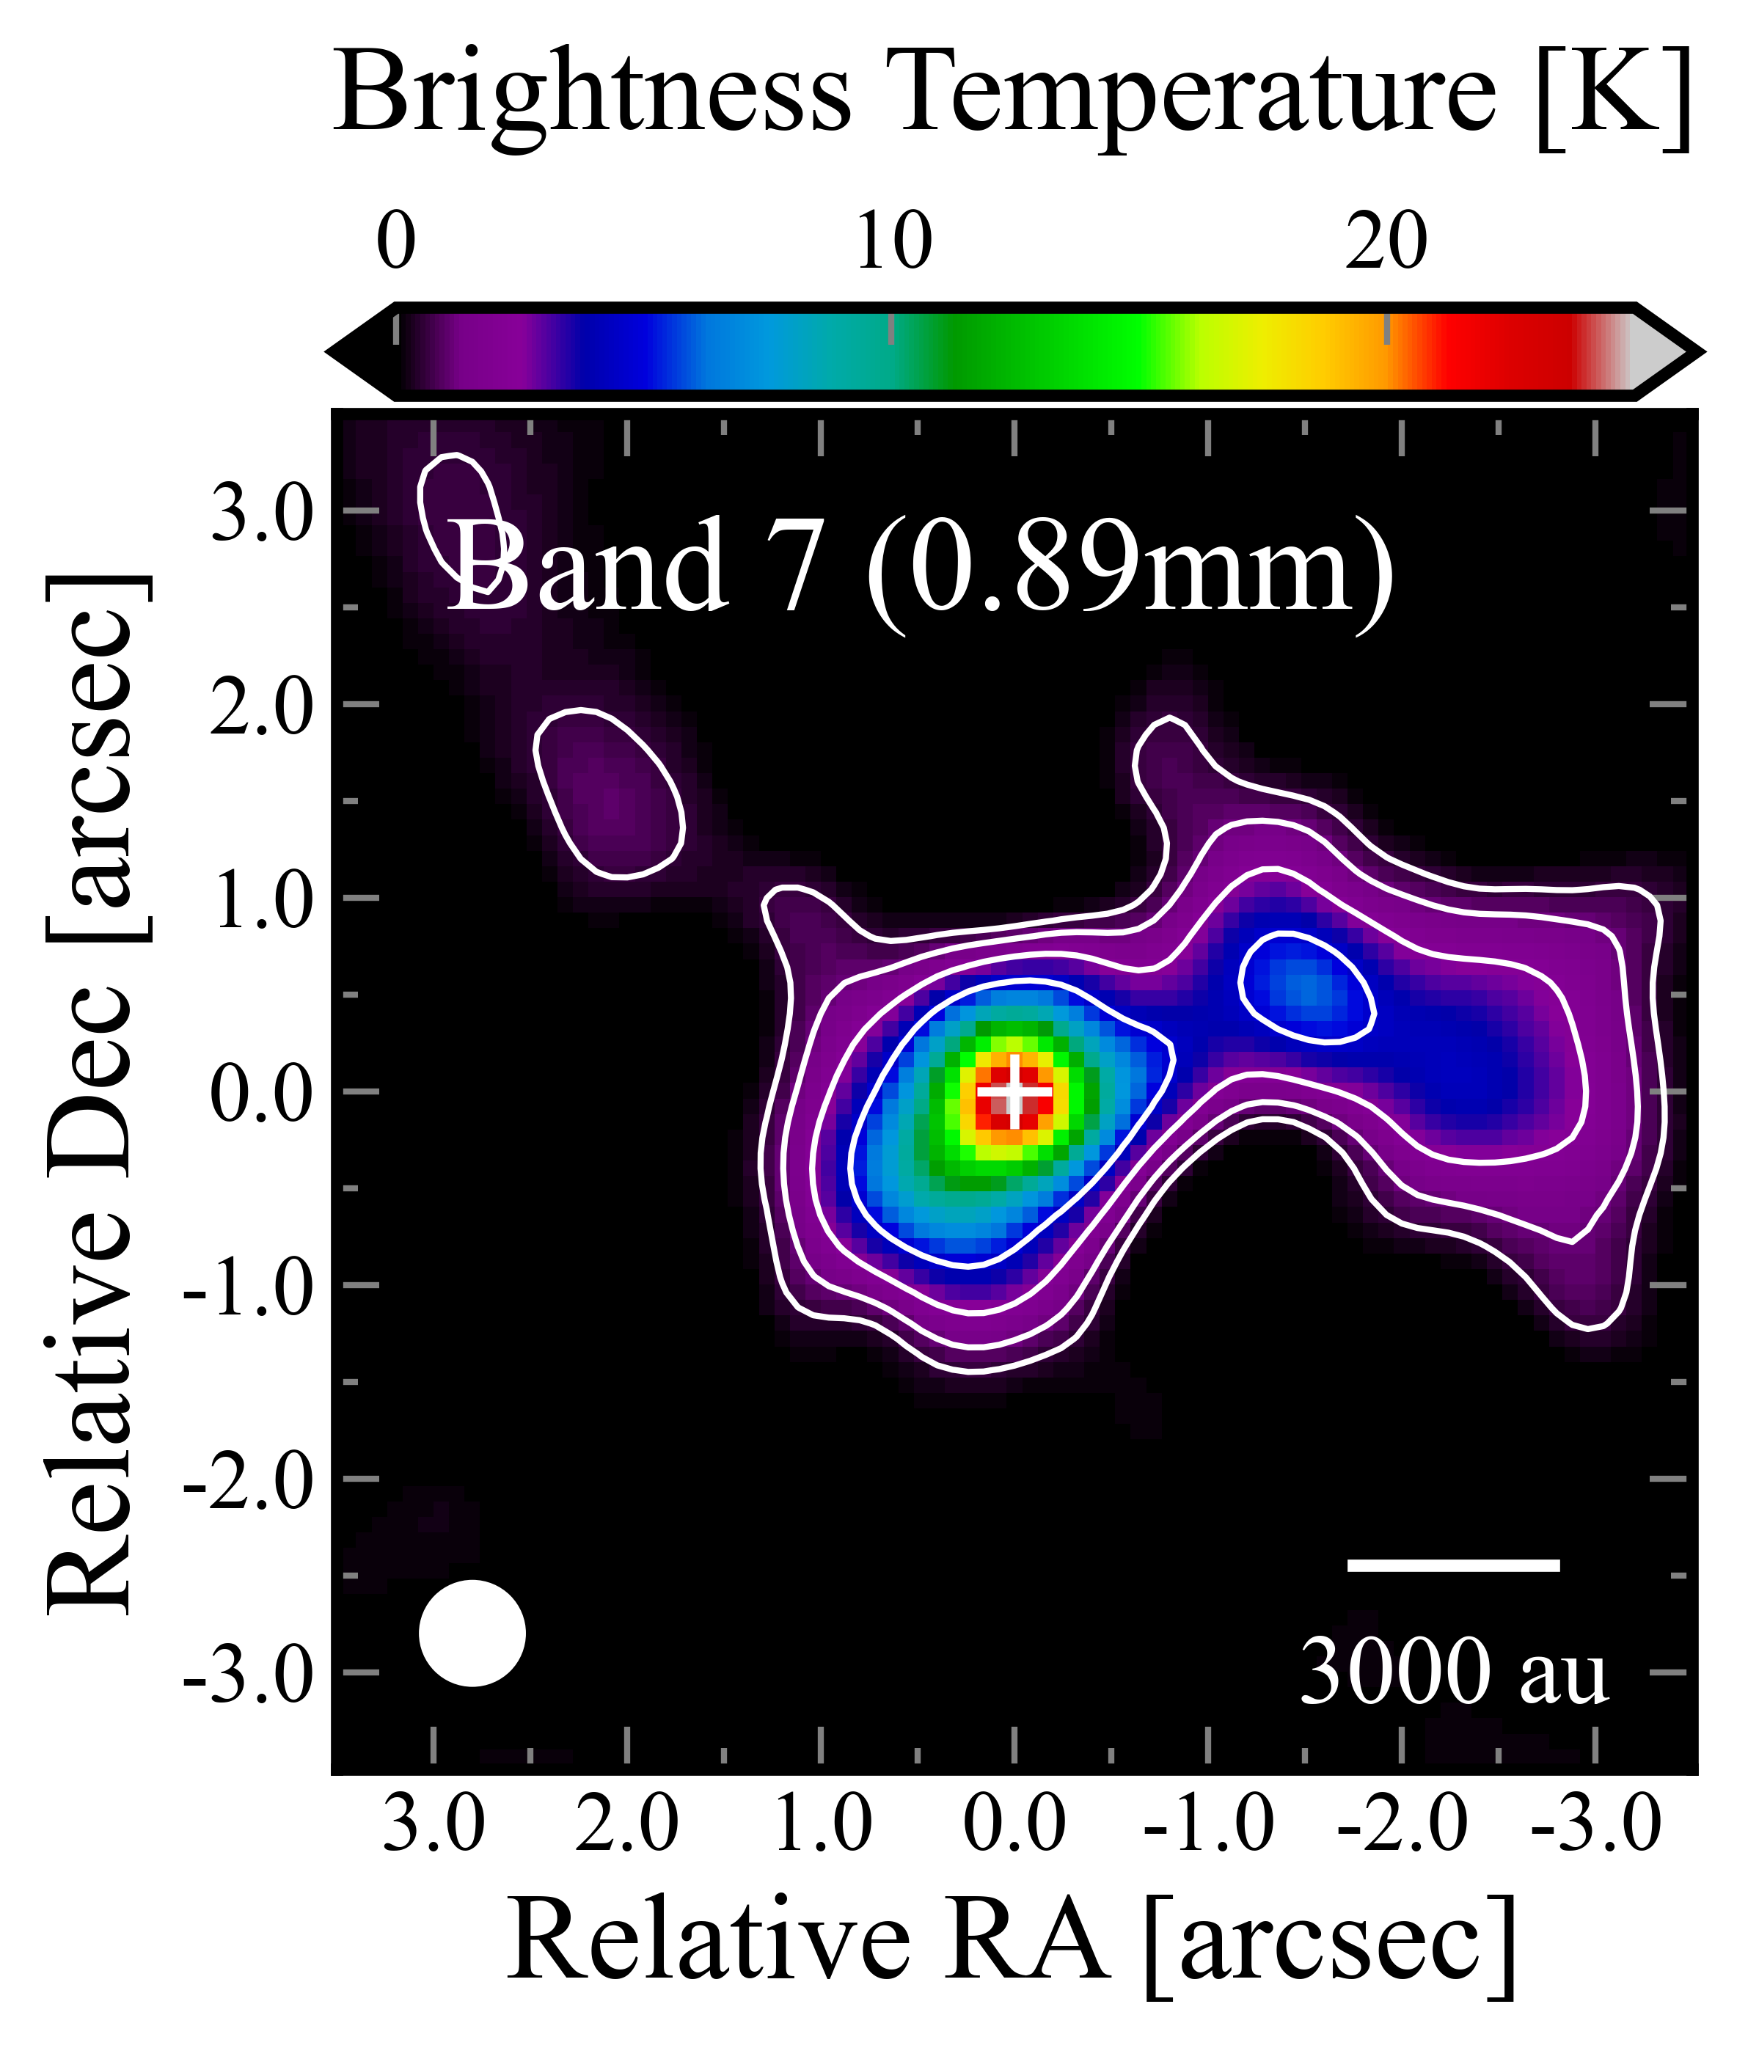 Brightness Temperature [K]
0 10 20
Band 7 (0.89mm)
Relative Dec [arcsec]
3.0
2.0
1.0
0.0
-1.0
-2.0
-3.0
3000 au
3.0 2.0 1.0 0.0 -1.0 -2.0 -3.0
Relative RA [arcsec]